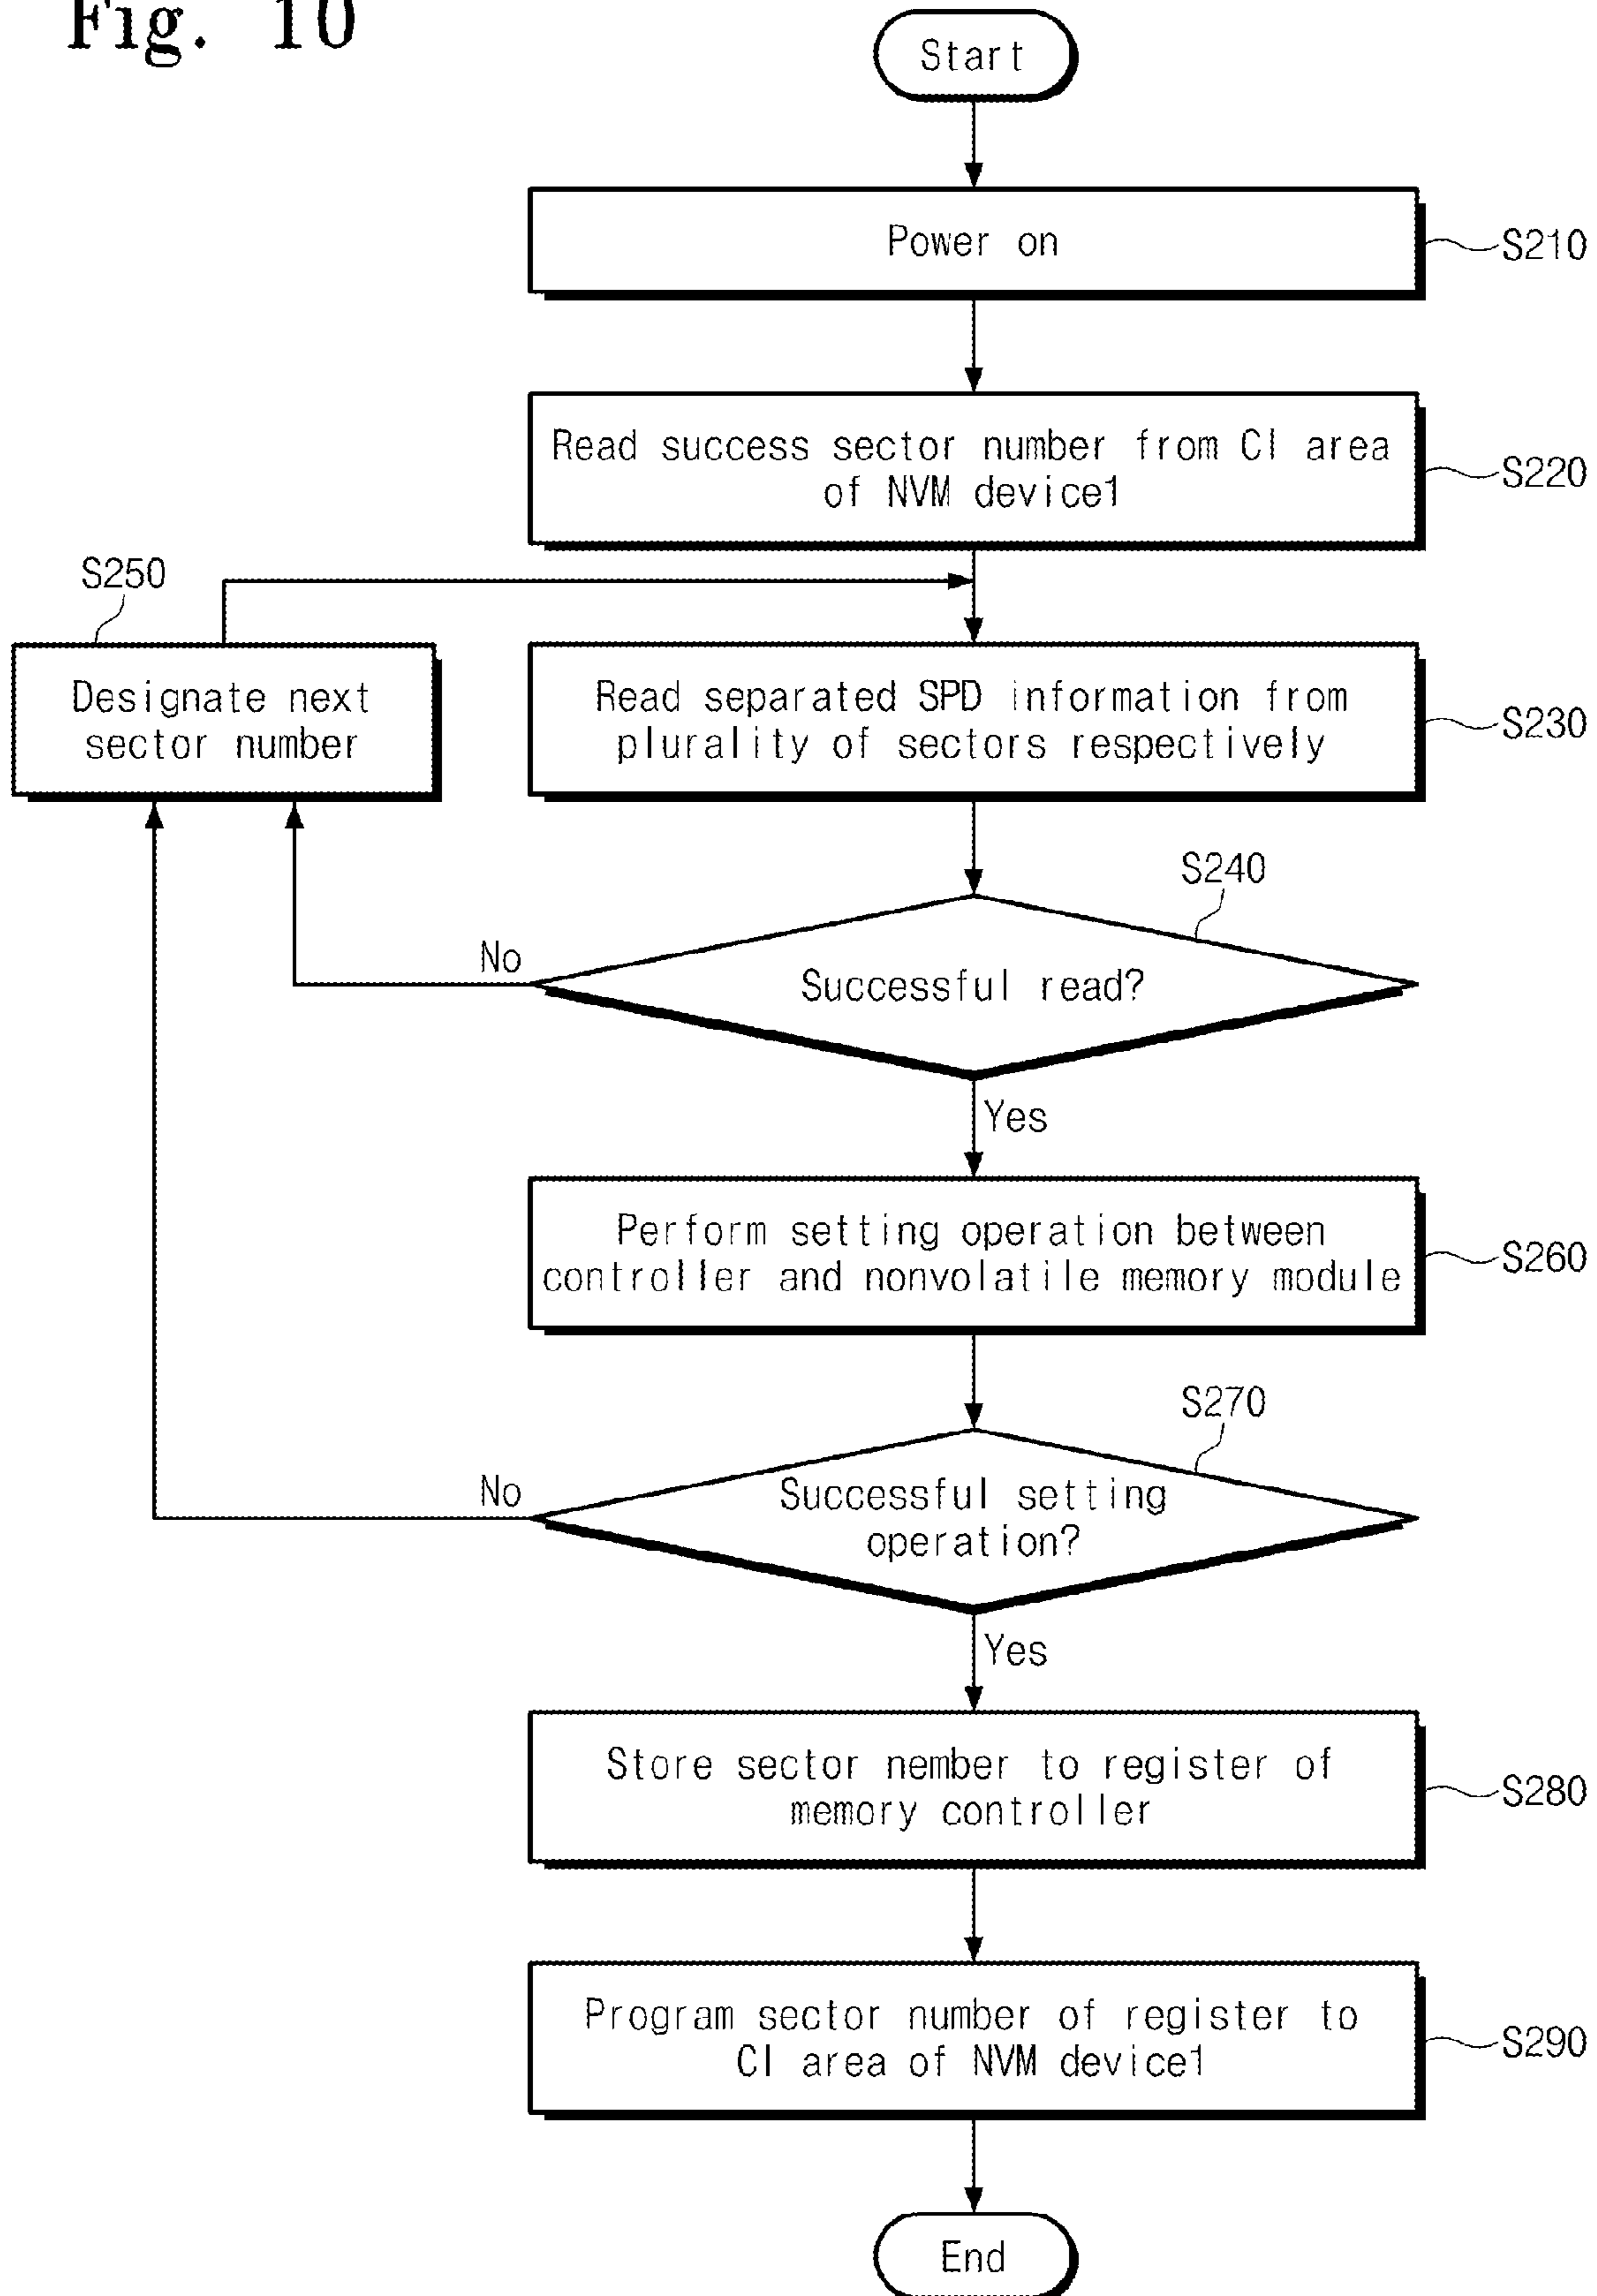 Fig. 10
Start
Power on
S210
Read success sector number from CI area
of NVM device1
S220
S250
Designate next
sector number
Read separated SPD information from
plurality of sectors respectively
S230
S240
No
Successful read?
Yes
Perform setting operation between
controller and nonvolatile memory module
S260
S270
No
Successful setting
operation?
Yes
Store sector nember to register of
memory controller
S280
Program sector number of register to
CI area of NVM device1
S290
End